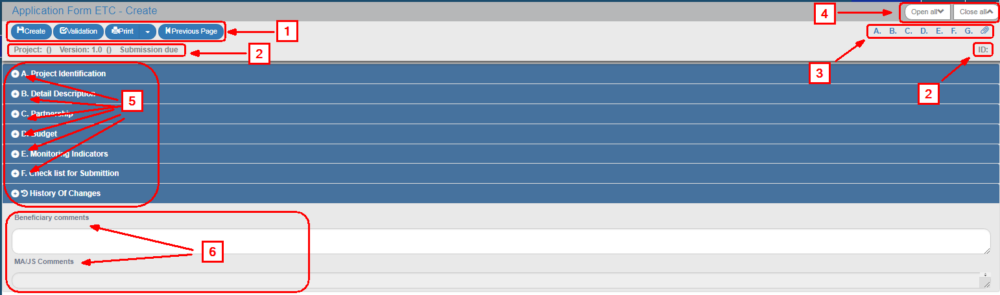 Application Form ETC - Create
4
Open all
Close all
Create
Validation
Print
Previous Page
1
A. B. C. D. E. F. G.
Project: () Version: 1.0 () Submission due
2
3
ID:
2
A. Project Identification
B. Detail Description
5
C. Partnership
D. Budget
E. Monitoring Indicators
F. Check list for Submittion
History Of Changes
Beneficiary comments
6
MA/JS Comments